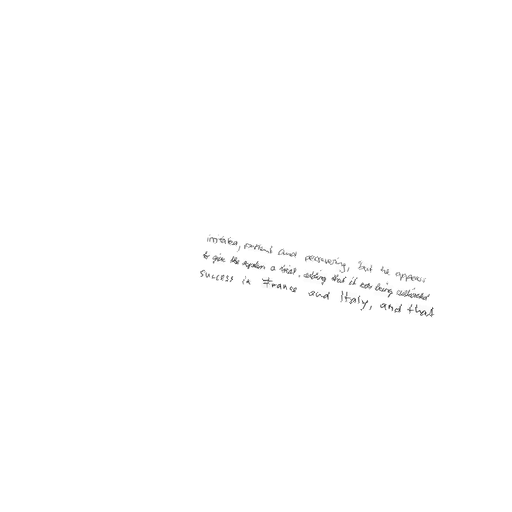 patient and persevering, but he appears
to give the system a trial, adding that it was being cultivated
success in France and Italy, and that